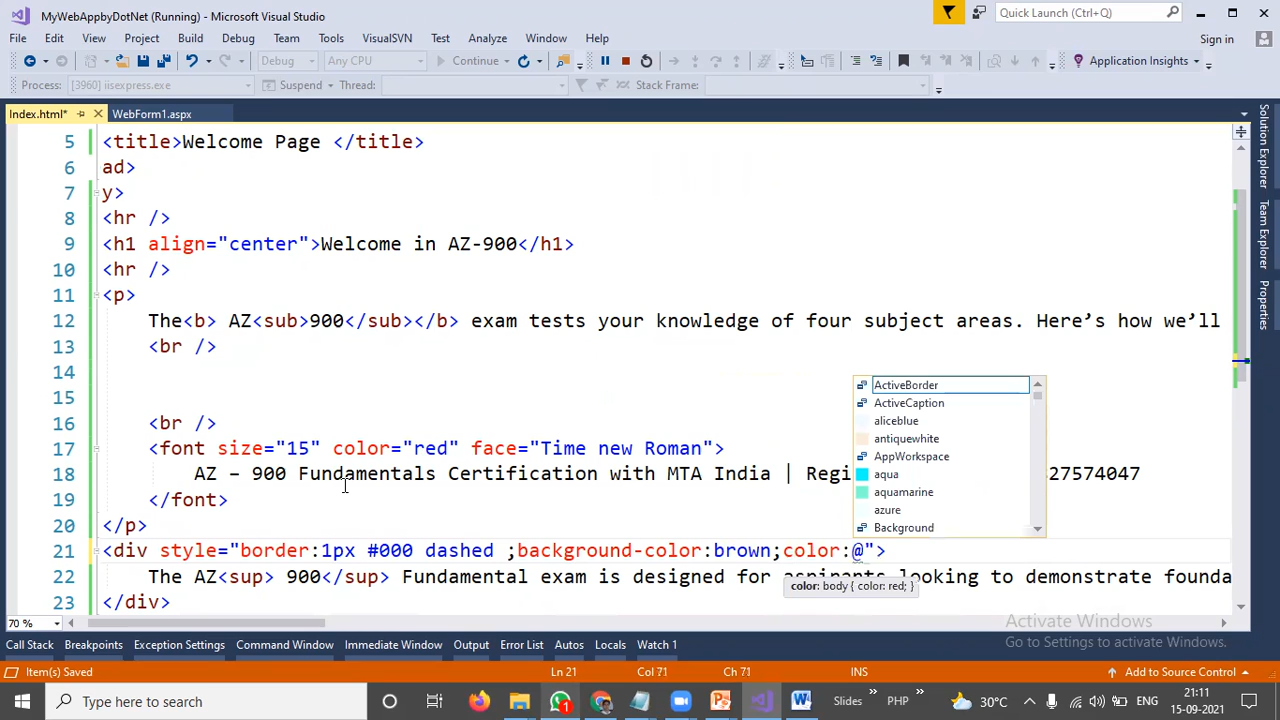 MyWebAppbyDotNet (Running) - Microsoft Visual Studio
Quick Launch (Ctrl+Q)
File Edit View Project Build Debug Team Tools VisualSVN Test Analyze Window Help
Sign in
Debug Any CPU Continue Application Insights
Process: [3960] iisexpress.exe Suspend Thread: Stack Frame:
Index.html* WebForm1.aspx
5 <title>Welcome Page </title>
6 ad>
7 y>
8 <hr />
9 <h1 align="center">Welcome in AZ-900</h1>
10 <hr />
11 <p>
12 The<b> AZ<sub>900</sub></b> exam tests your knowledge of four subject areas. Here’s how we’ll
13 <br />
14
15
16 <br />
17 <font size="15" color="red" face="Time new Roman">
18 AZ – 900 Fundamentals Certification with MTA India | Regi 27574047
19 </font>
20 </p>
21 <div style="border:1px #000 dashed ;background-color:brown;color:@">
22 The AZ<sup> 900</sup> Fundamental exam is designed for aspirants looking to demonstrate founda
23 </div>
ActiveBorder
ActiveCaption
aliceblue
antiquewhite
AppWorkspace
aqua
aquamarine
azure
Background
color: body { color: red; }
Solution Explorer
Team Explorer
Properties
Activate Windows
Go to Settings to activate Windows.
70 %
Call Stack Breakpoints Exception Settings Command Window Immediate Window Output Error List Autos Locals Watch 1
Item(s) Saved Ln 21 Col 71 Ch 71 INS Add to Source Control
Type here to search 1 Slides » PHP » 30°C ENG 21:11
15-09-2021